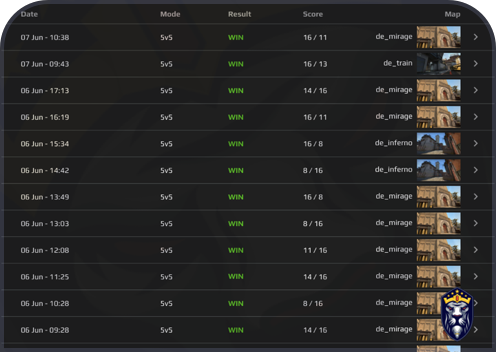 Date Mode Result Score Map
07 Jun - 10:38 5v5 WIN 16 / 11 de_mirage
07 Jun - 09:43 5v5 WIN 16 / 13 de_train
06 Jun - 17:13 5v5 WIN 14 / 16 de_mirage
06 Jun - 16:19 5v5 WIN 16 / 11 de_mirage
06 Jun - 15:34 5v5 WIN 16 / 8 de_inferno
06 Jun - 14:42 5v5 WIN 8 / 16 de_inferno
06 Jun - 13:49 5v5 WIN 16 / 8 de_mirage
06 Jun - 13:03 5v5 WIN 8 / 16 de_mirage
06 Jun - 12:08 5v5 WIN 11 / 16 de_mirage
06 Jun - 11:25 5v5 WIN 14 / 16 de_mirage
06 Jun - 10:28 5v5 WIN 8 / 16 de_mirage
06 Jun - 09:28 5v5 WIN 14 / 16 de_mirage